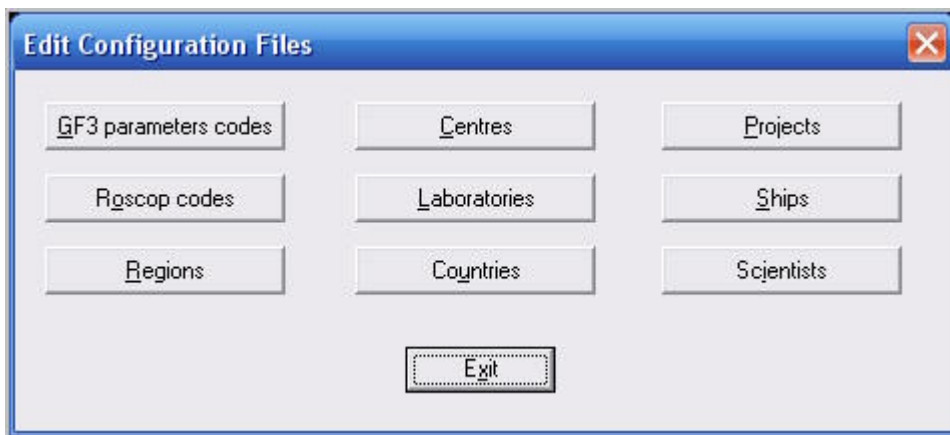 Edit Configuration Files
GF3 parameters codes Centres Projects
Roscop codes Laboratories Ships
Regions Countries Scientists
Exit